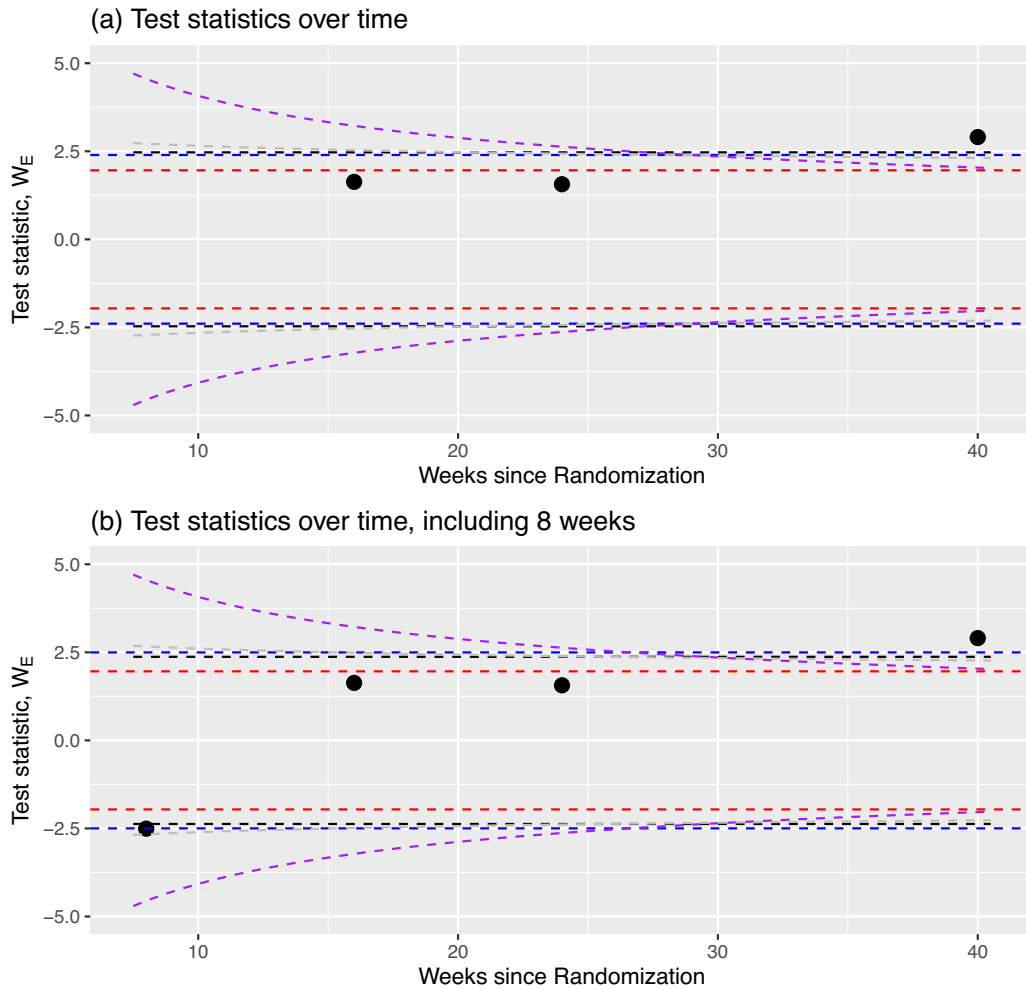 (a) Test statistics over time
5.0
2.5
0.0
−2.5
−5.0
Test statistic, W_E
10 20 30 40
Weeks since Randomization
(b) Test statistics over time, including 8 weeks
5.0
2.5
0.0
−2.5
−5.0
Test statistic, W_E
10 20 30 40
Weeks since Randomization